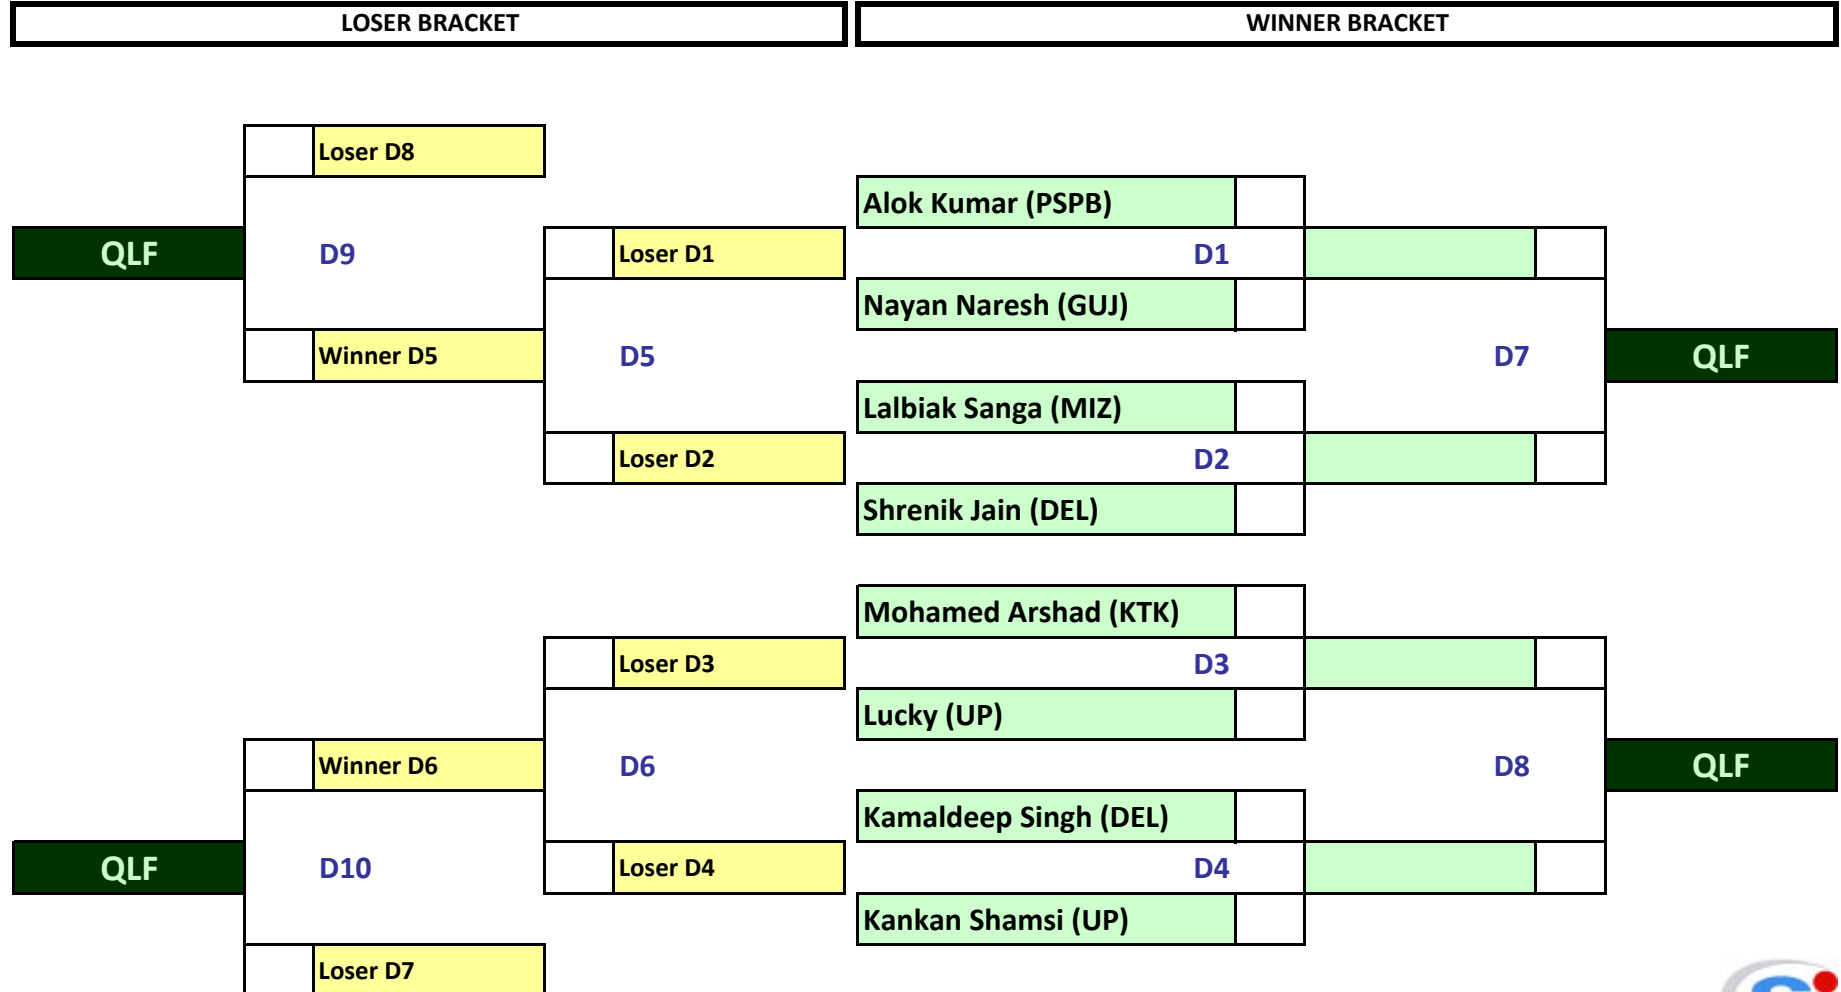 LOSER BRACKET
WINNER BRACKET
Loser D8
Alok Kumar (PSPB)
QLF
D9
Loser D1
D1
Nayan Naresh (GUJ)
Winner D5
D5
D7
QLF
Lalbiak Sanga (MIZ)
Loser D2
D2
Shrenik Jain (DEL)
Mohamed Arshad (KTK)
Loser D3
D3
Lucky (UP)
Winner D6
D6
D8
QLF
Kamaldeep Singh (DEL)
QLF
D10
Loser D4
D4
Kankan Shamsi (UP)
Loser D7